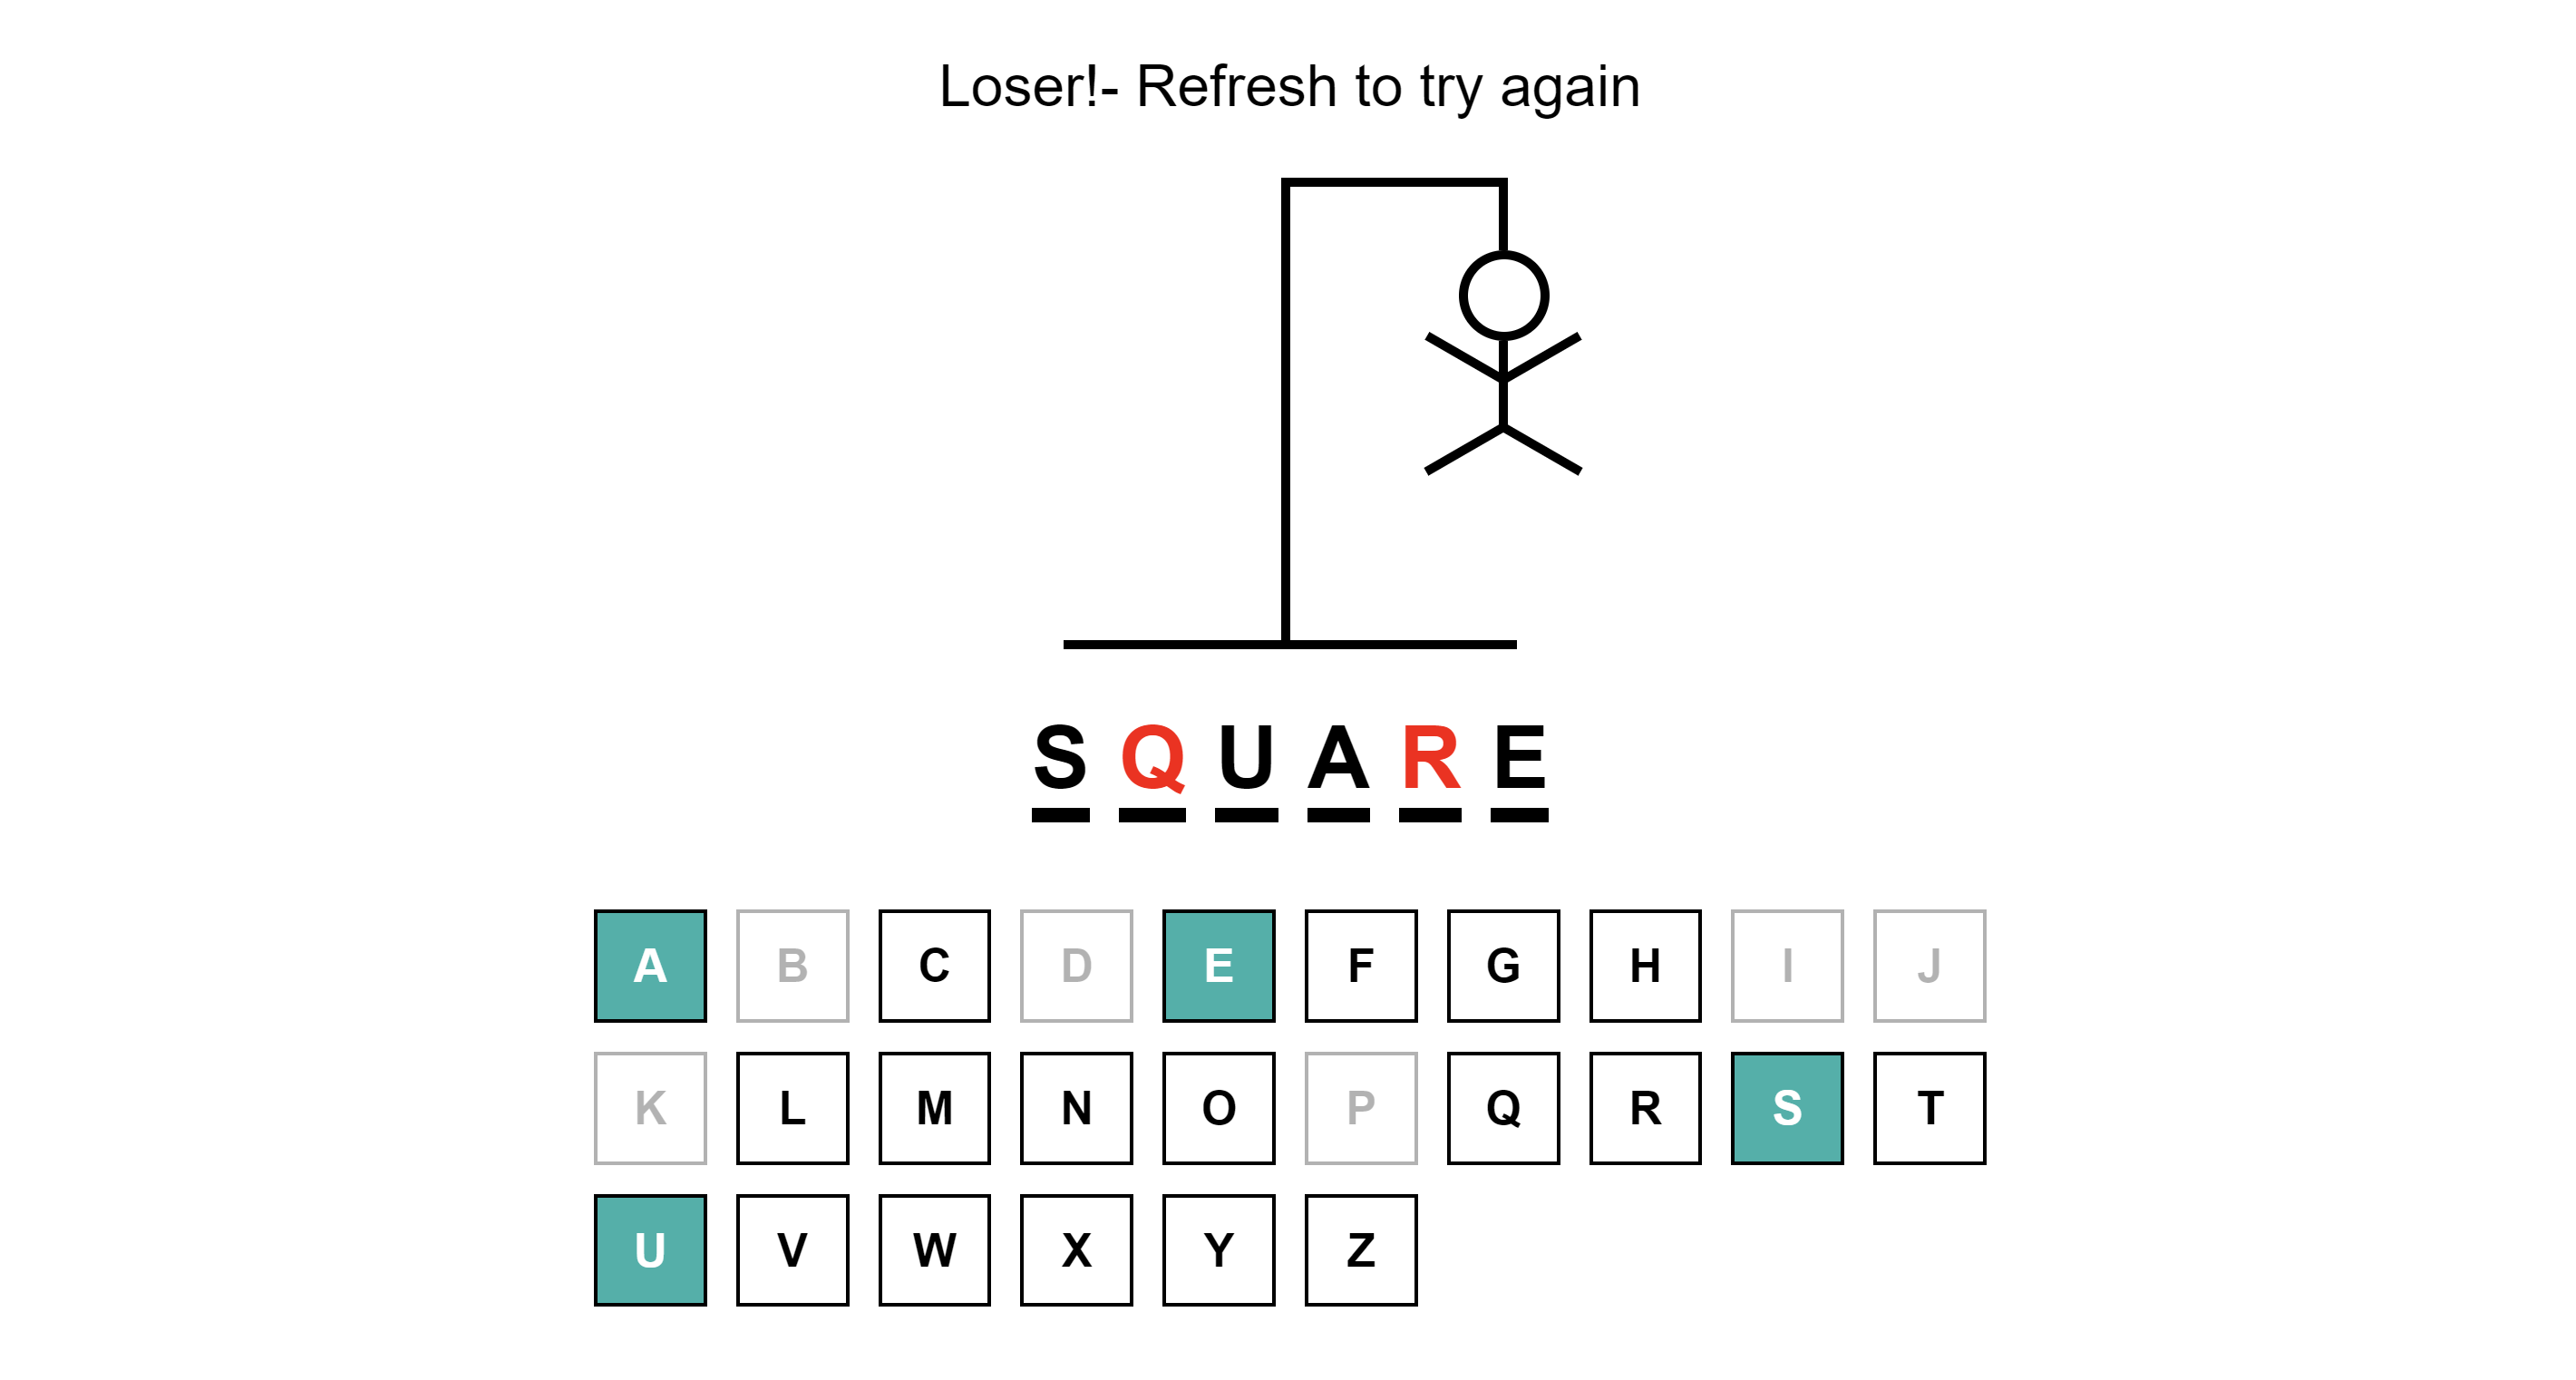 Loser!- Refresh to try again
S Q U A R E
A B C D E F G H I J
K L M N O P Q R S T
U V W X Y Z